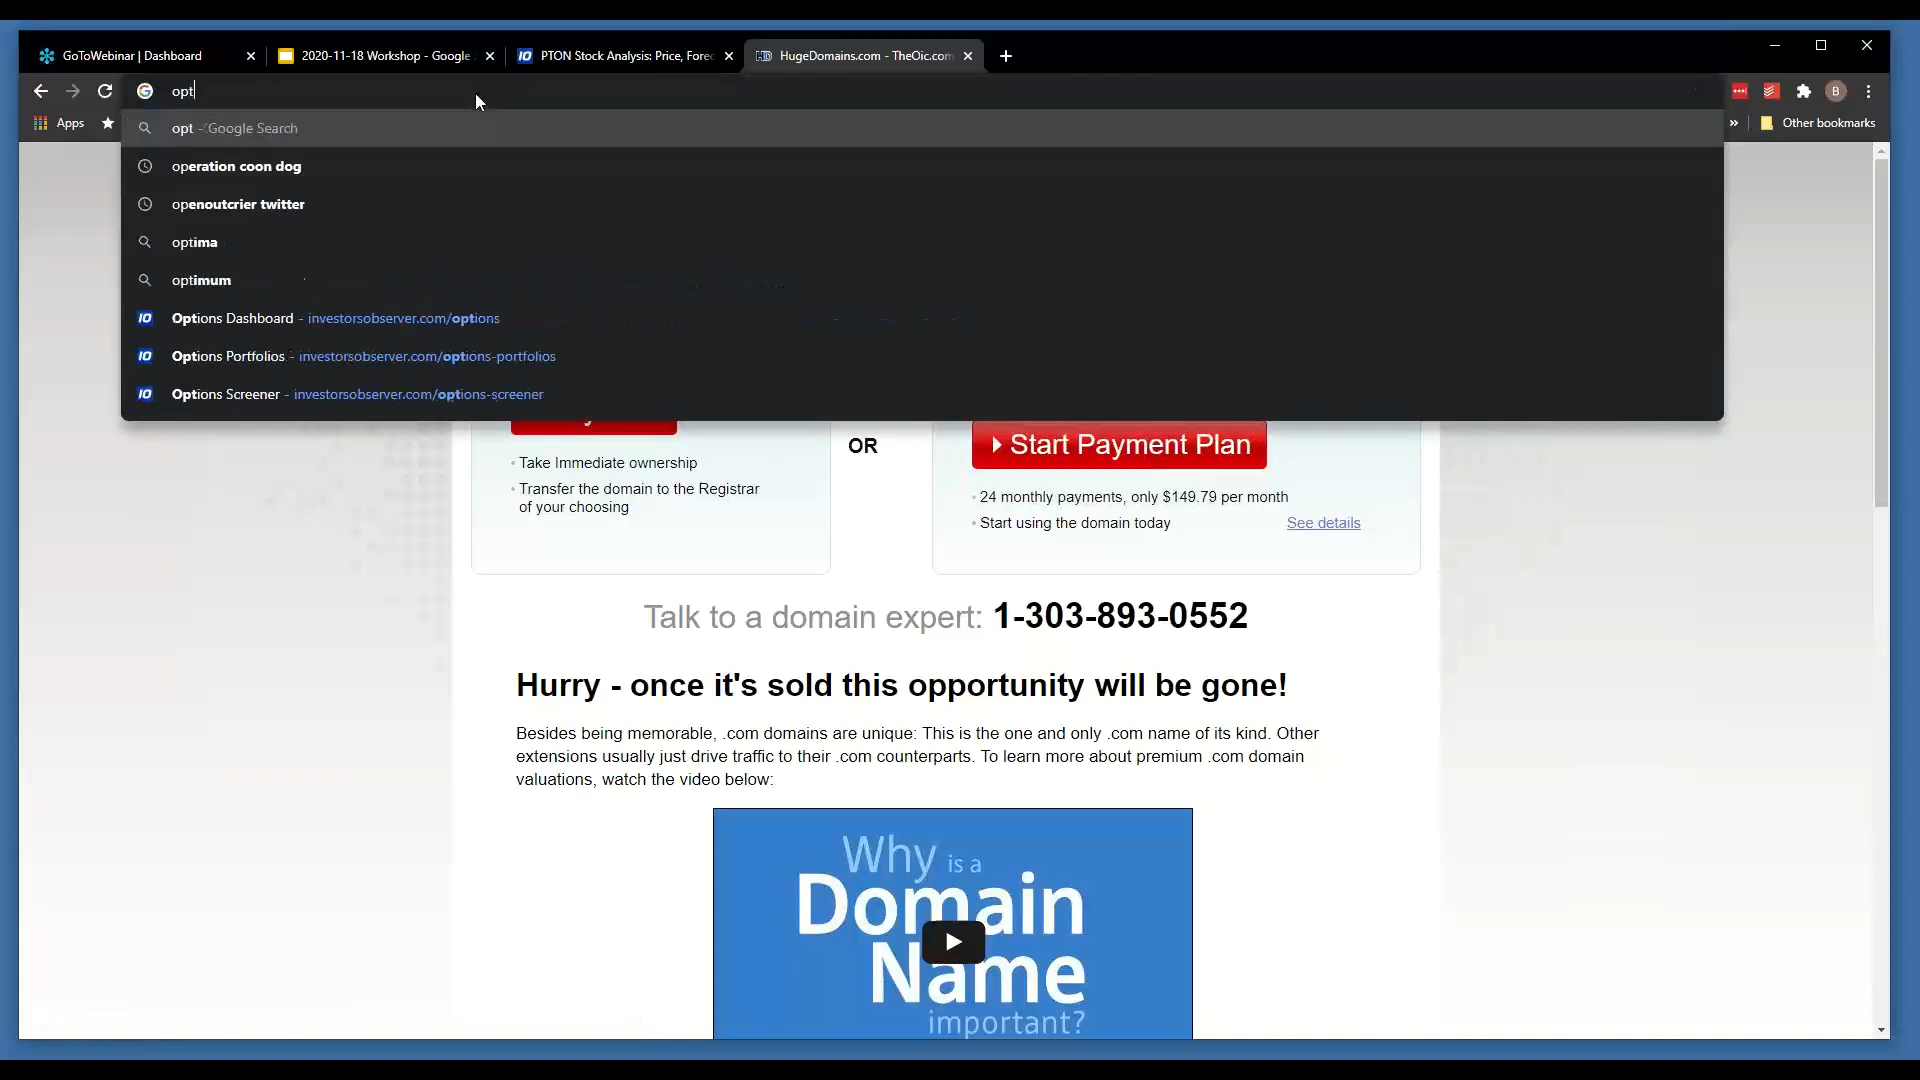 GoToWebinar | Dashboard
2020-11-18 Workshop - Google
IO PTON Stock Analysis: Price, Forec
HD HugeDomains.com - TheOic.com
opt
Apps
Other bookmarks
opt - Google Search
operation coon dog
openoutcrier twitter
optima
optimum
IO Options Dashboard - investorsobserver.com/options
IO Options Portfolios - investorsobserver.com/options-portfolios
IO Options Screener - investorsobserver.com/options-screener
B
• Take Immediate ownership
• Transfer the domain to the Registrar
of your choosing
OR
Start Payment Plan
• 24 monthly payments, only $149.79 per month
• Start using the domain today
See details
Talk to a domain expert: 1-303-893-0552
Hurry - once it's sold this opportunity will be gone!
Besides being memorable, .com domains are unique: This is the one and only .com name of its kind. Other
extensions usually just drive traffic to their .com counterparts. To learn more about premium .com domain
valuations, watch the video below:
Why is a
Domain
Name
important?